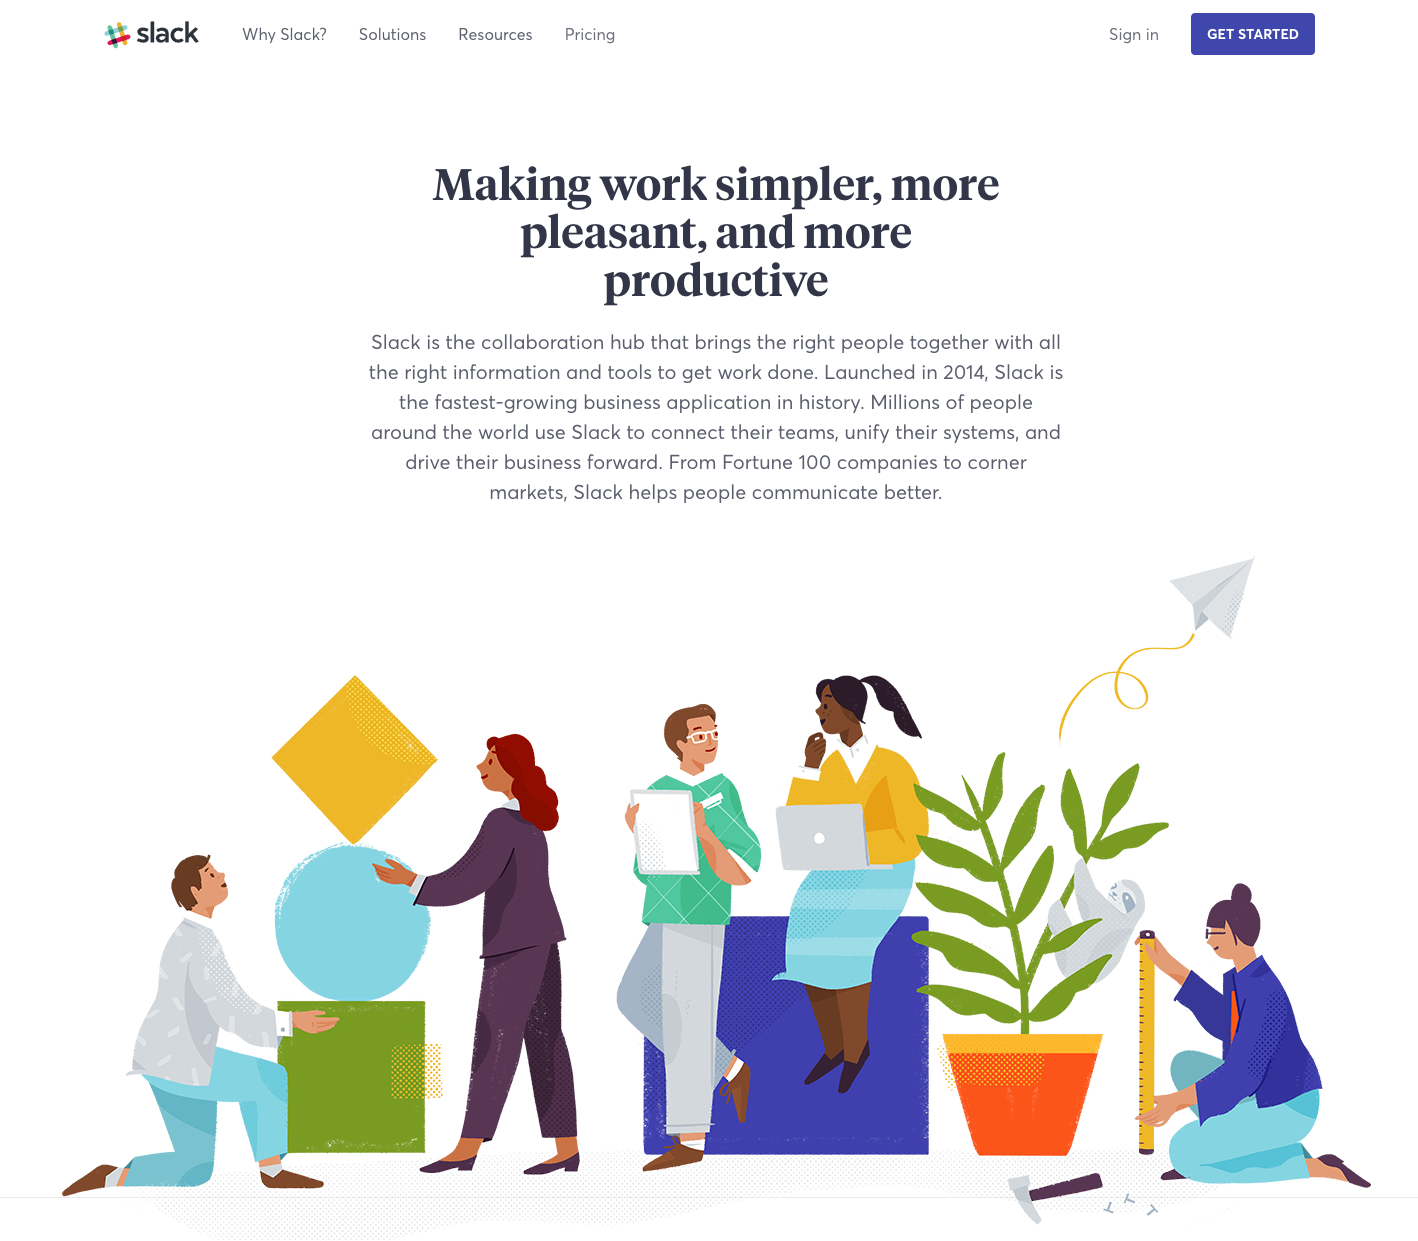 slack
Why Slack?
Solutions
Resources
Pricing
Sign in
GET STARTED
Making work simpler, more
pleasant, and more
productive
Slack is the collaboration hub that brings the right people together with all
the right information and tools to get work done. Launched in 2014, Slack is
the fastest-growing business application in history. Millions of people
around the world use Slack to connect their teams, unify their systems, and
drive their business forward. From Fortune 100 companies to corner
markets, Slack helps people communicate better.